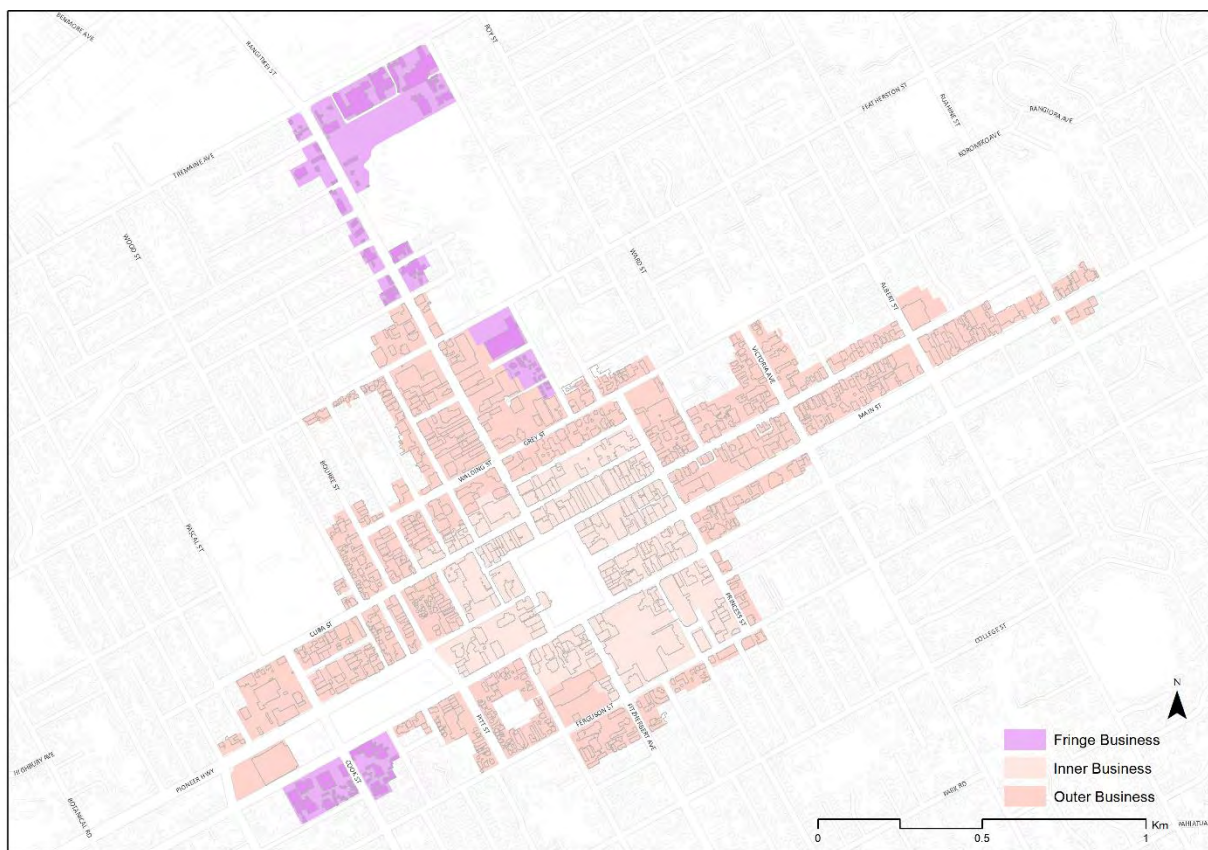 BENMORE AVE
RANGITIKEI ST
ROY ST
FEATHERSTON ST
RUAHINE ST
RANGIORA AVE
KOROMIKO AVE
TREMAINE AVE
WOOD ST
WARD ST
ALBERT ST
VICTORIA AVE
MAIN ST
GREY ST
WALDING ST
BOURKE ST
PASCAL ST
CUBA ST
PRINCESS ST
COLLEGE ST
N
PITT ST
FERGUSON ST
FITZHERBERT AVE
Fringe Business
Inner Business
Outer Business
HIGHBURY AVE
PIONEER HWY
COOK ST
BOTANICAL RD
PARK RD
Km
0
0.5
1